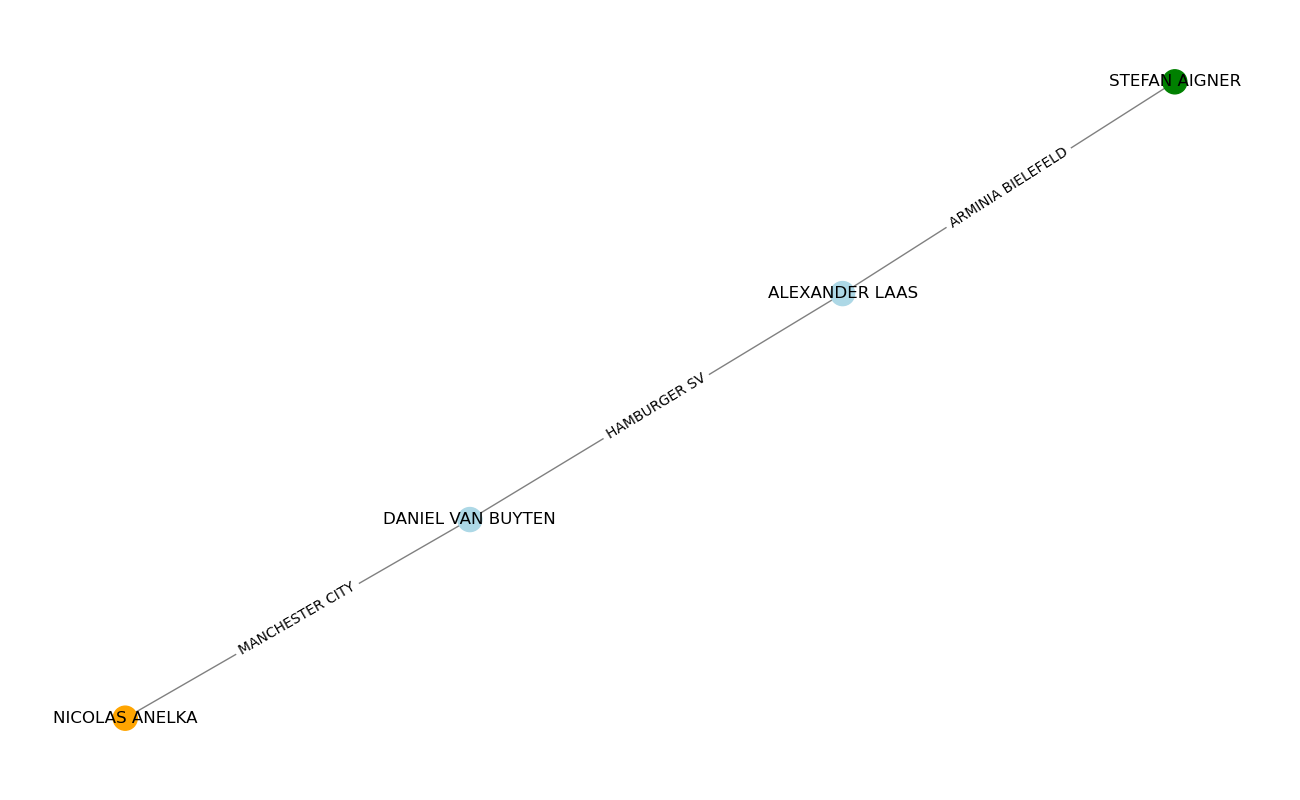 STEFAN AIGNER
ARMINIA BIELEFELD
ALEXANDER LAAS
HAMBURGER SV
DANIEL VAN BUYTEN
MANCHESTER CITY
NICOLAS ANELKA